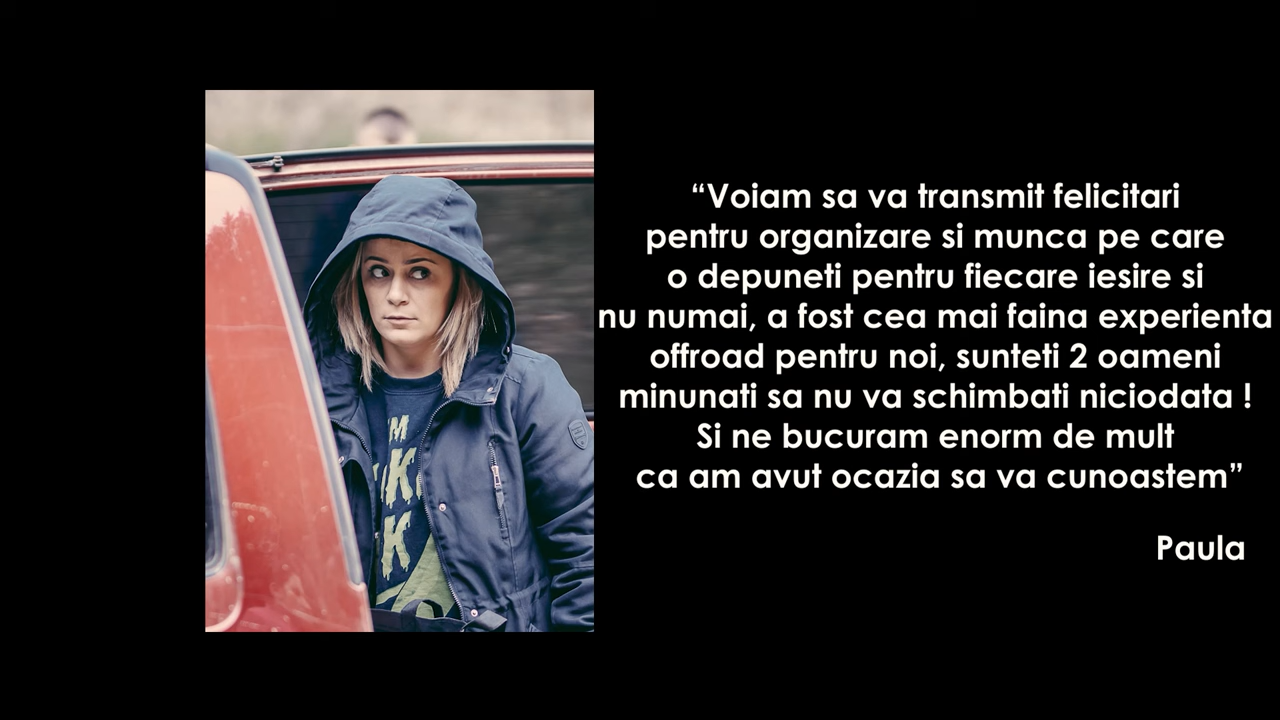 “Voiam sa va transmit felicitari
pentru organizare si munca pe care
o depuneti pentru fiecare iesire si
nu numai, a fost cea mai faina experienta
offroad pentru noi, sunteti 2 oameni
minunati sa nu va schimbati niciodata !
Si ne bucuram enorm de mult
ca am avut ocazia sa va cunoastem”
Paula